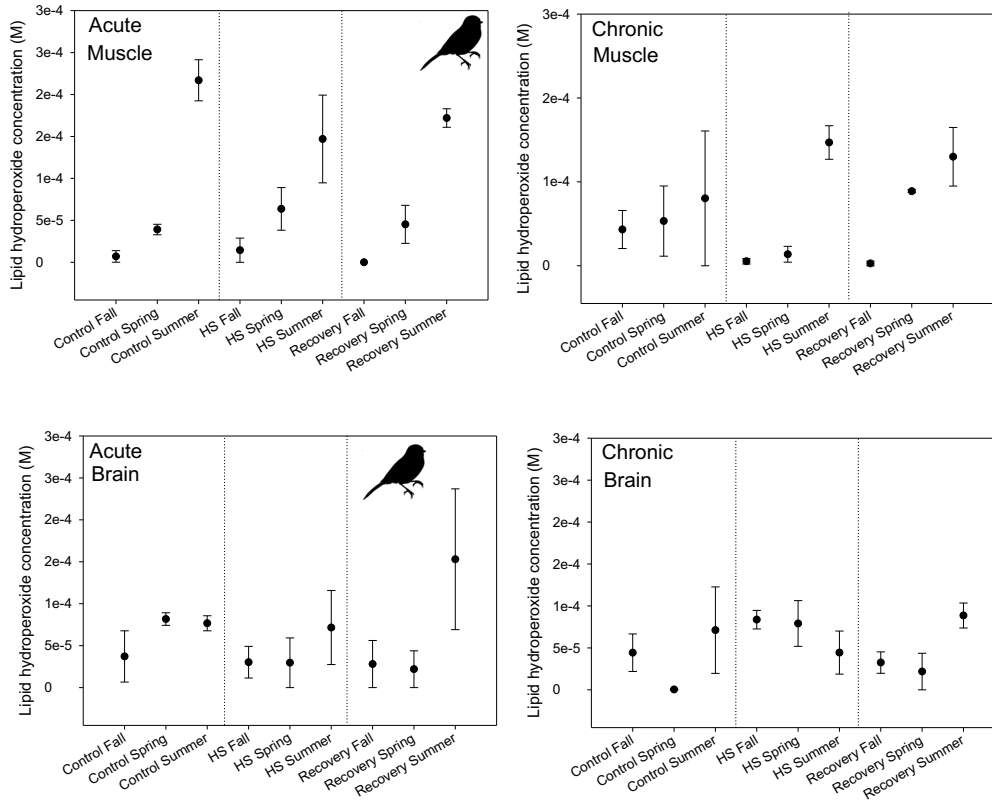 Acute
Muscle
Lipid hydroperoxide concentration (M)
3e-4
3e-4
2e-4
2e-4
1e-4
5e-5
0
Control Fall
Control Spring
Control Summer
HS Fall
HS Spring
HS Summer
Recovery Fall
Recovery Spring
Recovery Summer
Chronic
Muscle
Lipid hydroperoxide concentration (M)
3e-4
2e-4
1e-4
0
Control Fall
Control Spring
Control Summer
HS Fall
HS Spring
HS Summer
Recovery Fall
Recovery Spring
Recovery Summer
Acute
Brain
Lipid hydroperoxide concentration (M)
3e-4
3e-4
2e-4
2e-4
1e-4
5e-5
0
Control Fall
Control Spring
Control Summer
HS Fall
HS Spring
HS Summer
Recovery Fall
Recovery Spring
Recovery Summer
Chronic
Brain
Lipid hydroperoxide concentration (M)
3e-4
3e-4
2e-4
2e-4
1e-4
5e-5
0
Control Fall
Control Spring
Control Summer
HS Fall
HS Spring
HS Summer
Recovery Fall
Recovery Spring
Recovery Summer